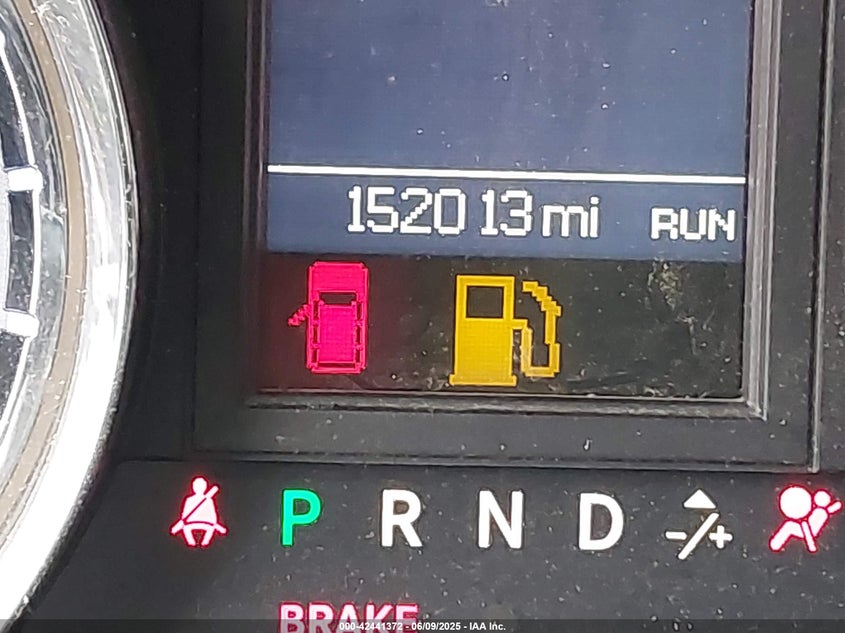 152013 mi RUN
P R N D -/+
BRAKE
000-42441372 - 06/09/2025 - IAA Inc.